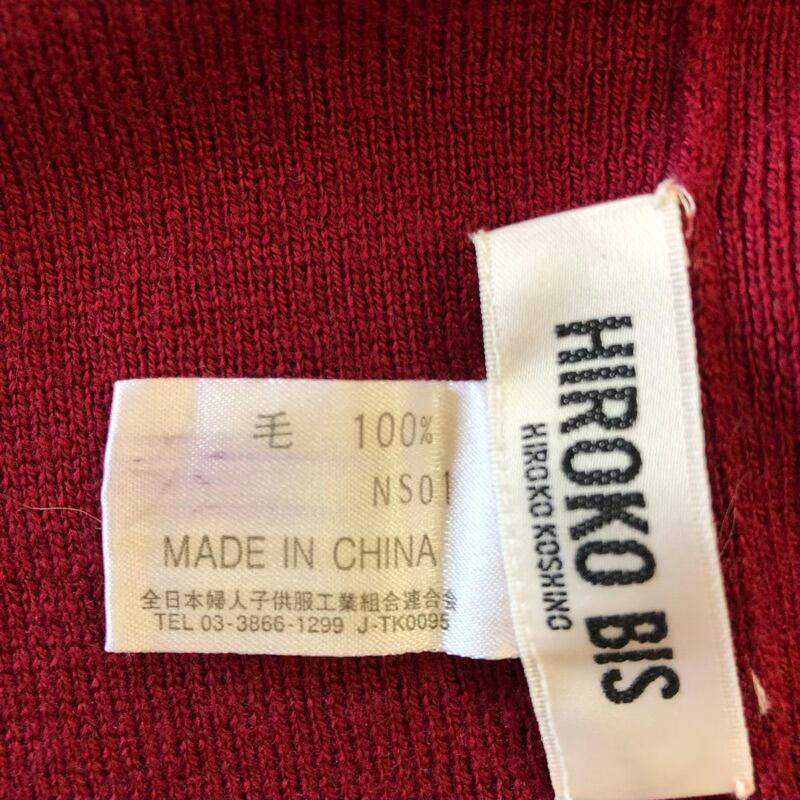 毛 100%
NS01
MADE IN CHINA
全日本婦人子供服工業組合連合会
TEL 03-3866-1299 J-TK0095
HIROKO BIS
HIROKO KOSHINO